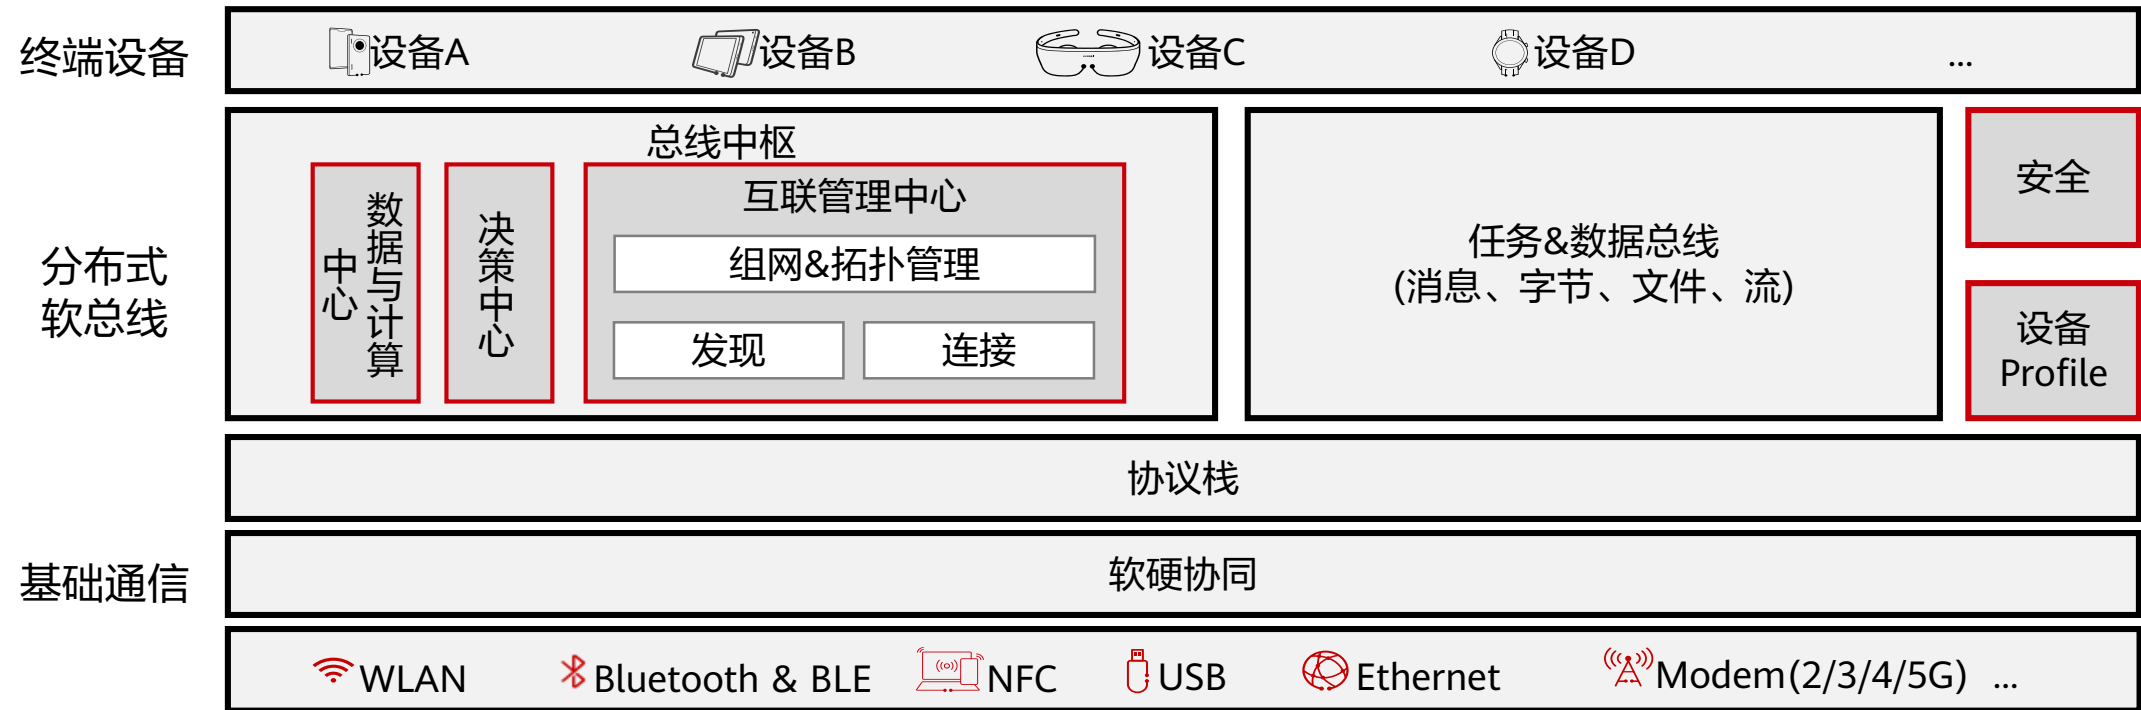 终端设备
设备A
设备B
设备C
设备D
...
分布式
软总线
总线中枢
数据与计算
中心
决策中心
互联管理中心
组网&拓扑管理
发现
连接
任务&数据总线
(消息、字节、文件、流)
安全
设备
Profile
协议栈
基础通信
软硬协同
WLAN
Bluetooth & BLE
NFC
USB
Ethernet
Modem(2/3/4/5G)
...